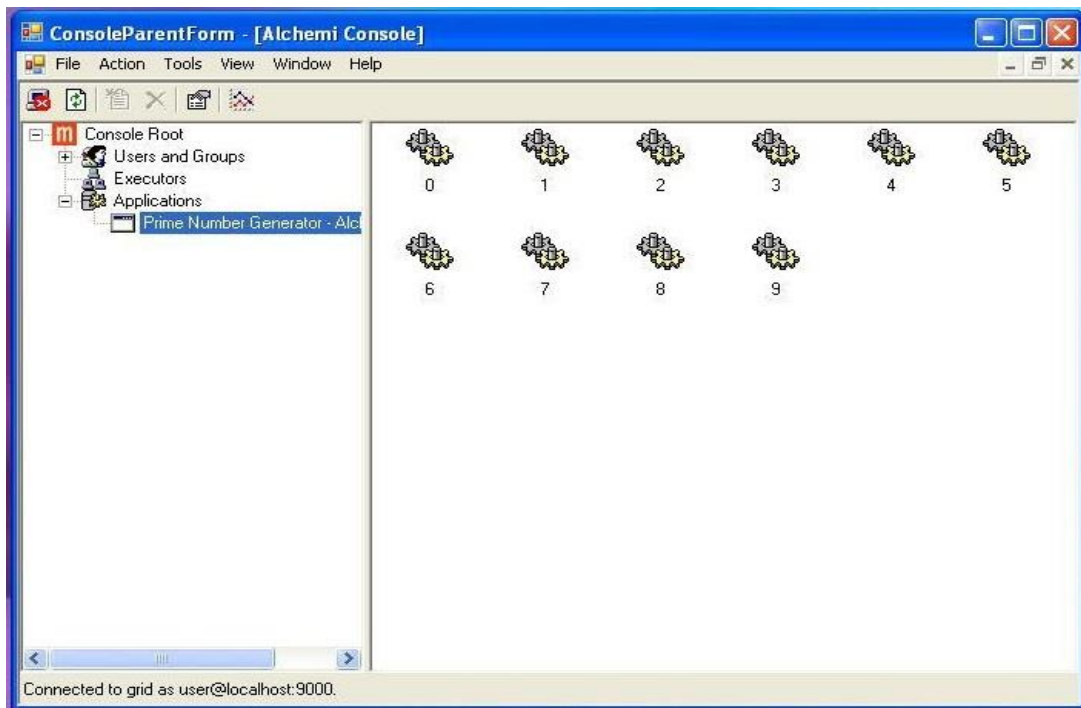 ConsoleParentForm - [Alchemi Console]
File Action Tools View Window Help
Console Root
Users and Groups
Executors
Applications
Prime Number Generator - Alc
0 1 2 3 4 5
6 7 8 9
Connected to grid as user@localhost:9000.